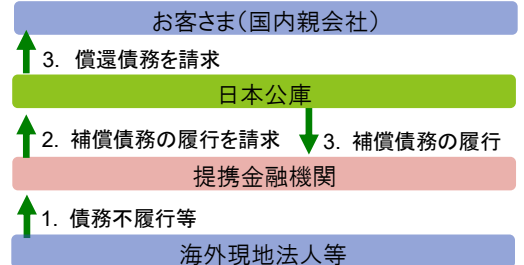 お客さま（国内親会社）
3. 償還債務を請求
日本公庫
2. 補償債務の履行を請求
3. 補償債務の履行
提携金融機関
1. 債務不履行等
海外現地法人等